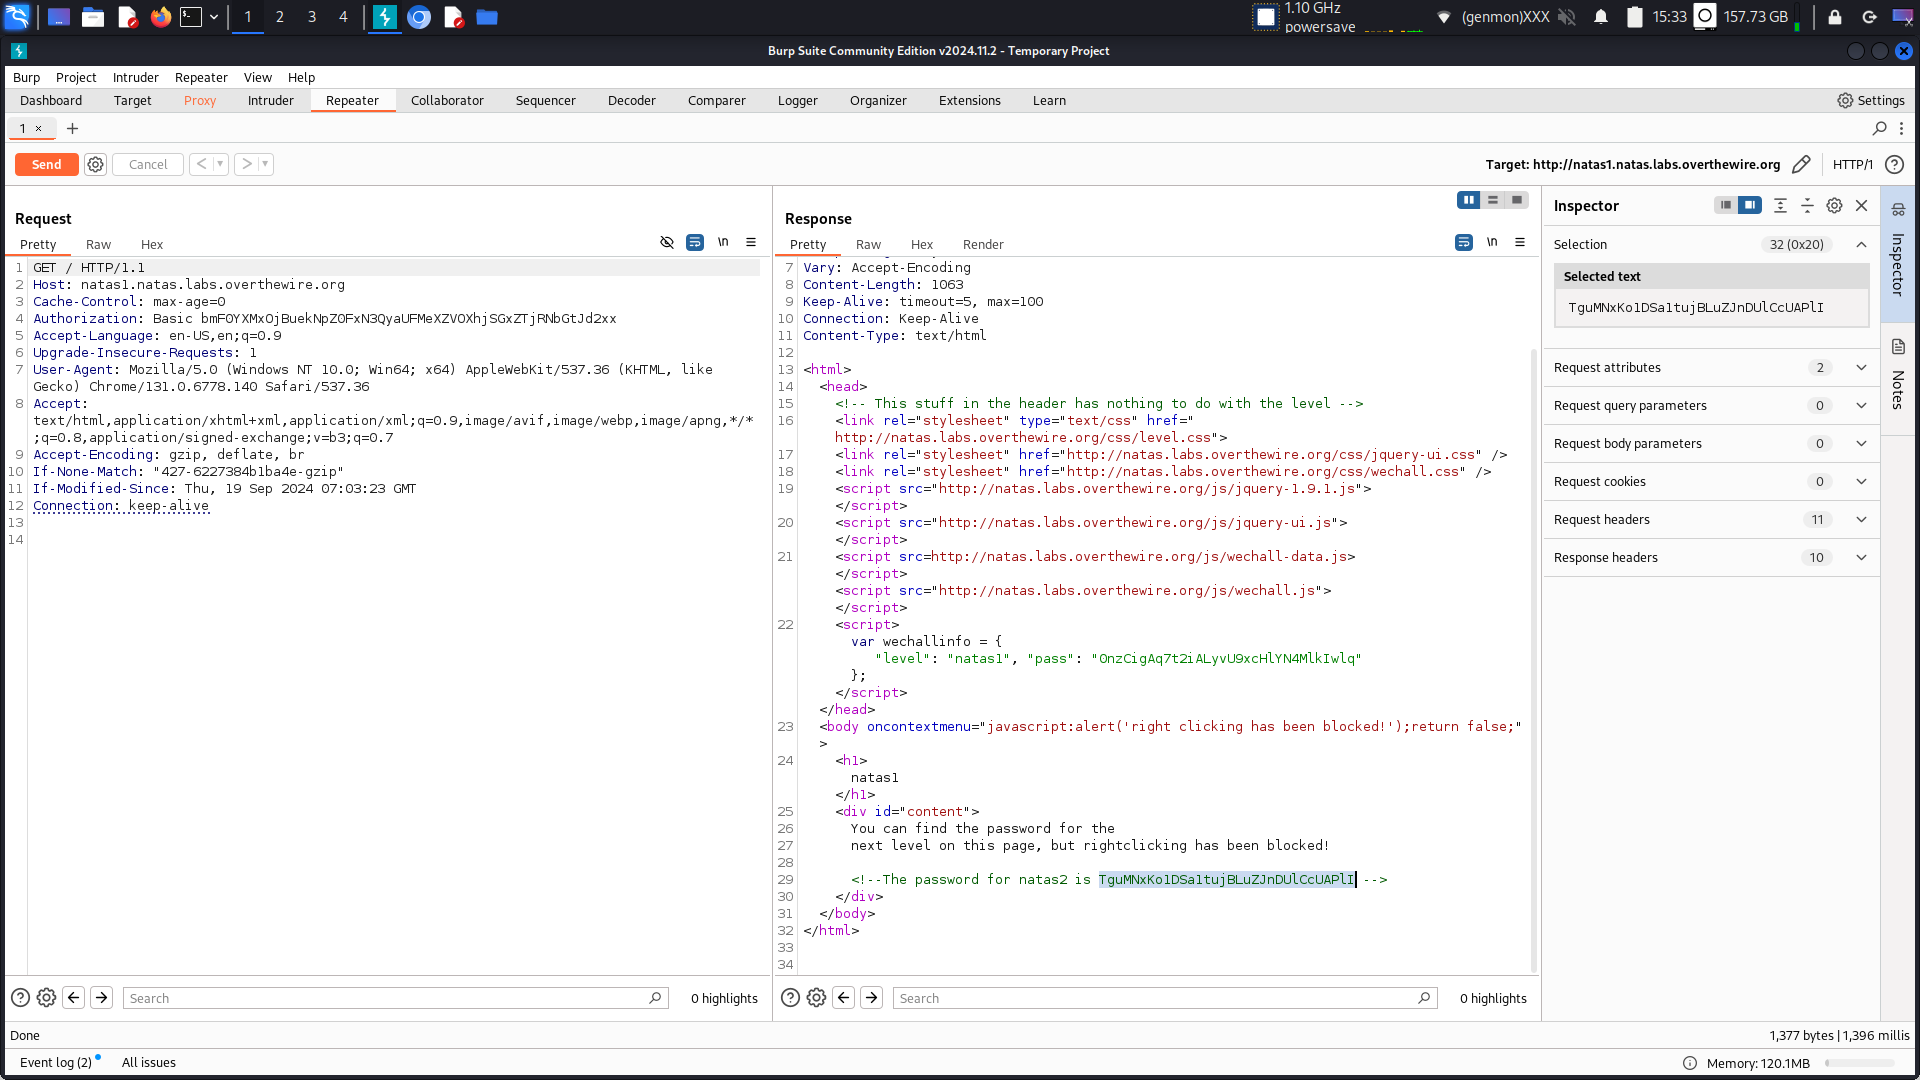 1 2 3 4
1.10 GHz
powersave
(genmon)XXX
15:33
157.73 GB
Burp Suite Community Edition v2024.11.2 - Temporary Project
Burp Project Intruder Repeater View Help
Dashboard Target Proxy Intruder Repeater Collaborator Sequencer Decoder Comparer Logger Organizer Extensions Learn Settings
1 × +
Send Cancel < >
Target: http://natas1.natas.labs.overthewire.org HTTP/1
Request
Pretty Raw Hex \n
1 GET / HTTP/1.1
2 Host: natas1.natas.labs.overthewire.org
3 Cache-Control: max-age=0
4 Authorization: Basic bmF0YXMxOjBuekNpZ0FxN3QyaUFMeXZVOXhjSGxZTjRNbGtJd2xx
5 Accept-Language: en-US,en;q=0.9
6 Upgrade-Insecure-Requests: 1
7 User-Agent: Mozilla/5.0 (Windows NT 10.0; Win64; x64) AppleWebKit/537.36 (KHTML, like
Gecko) Chrome/131.0.6778.140 Safari/537.36
8 Accept:
text/html,application/xhtml+xml,application/xml;q=0.9,image/avif,image/webp,image/apng,*/*
;q=0.8,application/signed-exchange;v=b3;q=0.7
9 Accept-Encoding: gzip, deflate, br
10 If-None-Match: "427-6227384b1ba4e-gzip"
11 If-Modified-Since: Thu, 19 Sep 2024 07:03:23 GMT
12 Connection: keep-alive
13
14
Search 0 highlights
Response
Pretty Raw Hex Render \n
7 Vary: Accept-Encoding
8 Content-Length: 1063
9 Keep-Alive: timeout=5, max=100
10 Connection: Keep-Alive
11 Content-Type: text/html
12
13 <html>
14 <head>
15 <!-- This stuff in the header has nothing to do with the level -->
16 <link rel="stylesheet" type="text/css" href="
http://natas.labs.overthewire.org/css/level.css">
17 <link rel="stylesheet" href="http://natas.labs.overthewire.org/css/jquery-ui.css" />
18 <link rel="stylesheet" href="http://natas.labs.overthewire.org/css/wechall.css" />
19 <script src="http://natas.labs.overthewire.org/js/jquery-1.9.1.js">
</script>
20 <script src="http://natas.labs.overthewire.org/js/jquery-ui.js">
</script>
21 <script src=http://natas.labs.overthewire.org/js/wechall-data.js>
</script>
<script src="http://natas.labs.overthewire.org/js/wechall.js">
</script>
22 <script>
var wechallinfo = {
"level": "natas1", "pass": "0nzCigAq7t2iALyvU9xcHlYN4MlkIwlq"
};
</script>
</head>
23 <body oncontextmenu="javascript:alert('right clicking has been blocked!');return false;"
>
24 <h1>
natas1
</h1>
25 <div id="content">
26 You can find the password for the
27 next level on this page, but rightclicking has been blocked!
28
29 <!--The password for natas2 is TguMNxKo1DSa1tujBLuZJnDUlCcUAPlI -->
30 </div>
31 </body>
32 </html>
33
34
Search 0 highlights
Inspector
Selection 32 (0x20)
Selected text
TguMNxKo1DSa1tujBLuZJnDUlCcUAPlI
Request attributes 2
Request query parameters 0
Request body parameters 0
Request cookies 0
Request headers 11
Response headers 10
Inspector
Notes
Done
1,377 bytes | 1,396 millis
Event log (2) All issues
Memory: 120.1MB